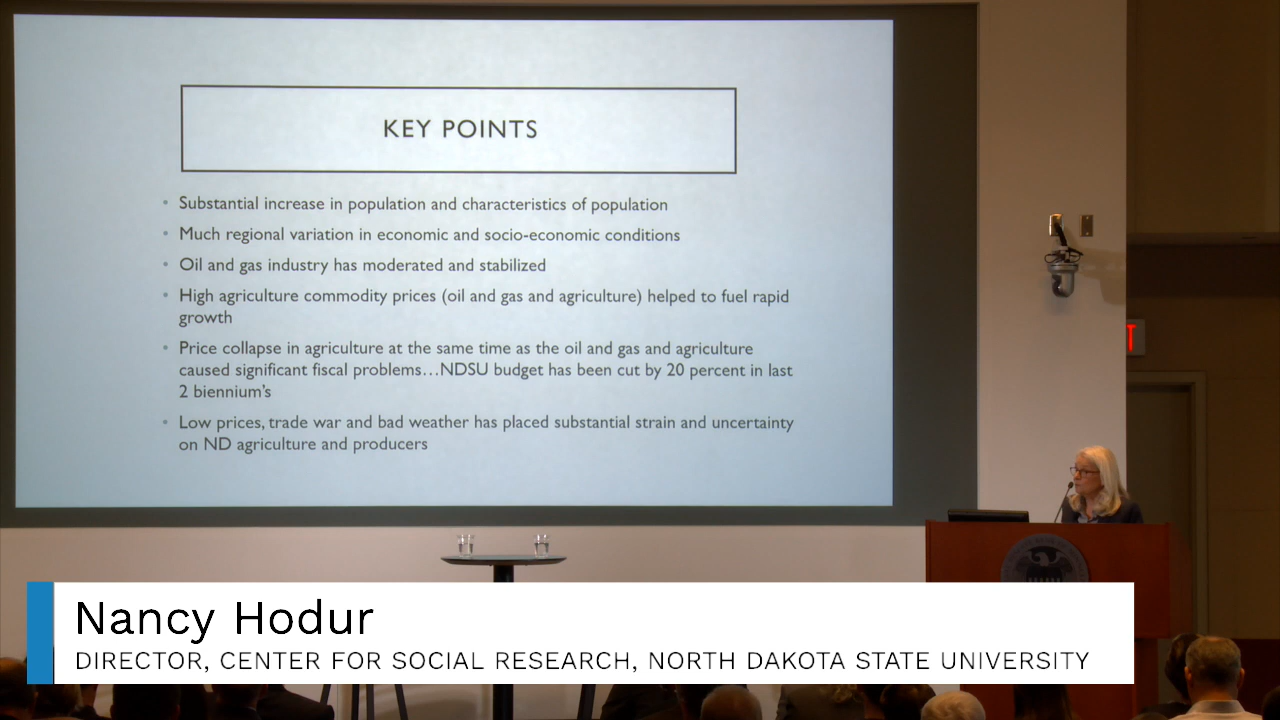 KEY POINTS
• Substantial increase in population and characteristics of population
• Much regional variation in economic and socio-economic conditions
• Oil and gas industry has moderated and stabilized
• High agriculture commodity prices (oil and gas and agriculture) helped to fuel rapid
growth
• Price collapse in agriculture at the same time as the oil and gas and agriculture
caused significant fiscal problems…NDSU budget has been cut by 20 percent in last
2 biennium's
• Low prices, trade war and bad weather has placed substantial strain and uncertainty
on ND agriculture and producers
Nancy Hodur
DIRECTOR, CENTER FOR SOCIAL RESEARCH, NORTH DAKOTA STATE UNIVERSITY